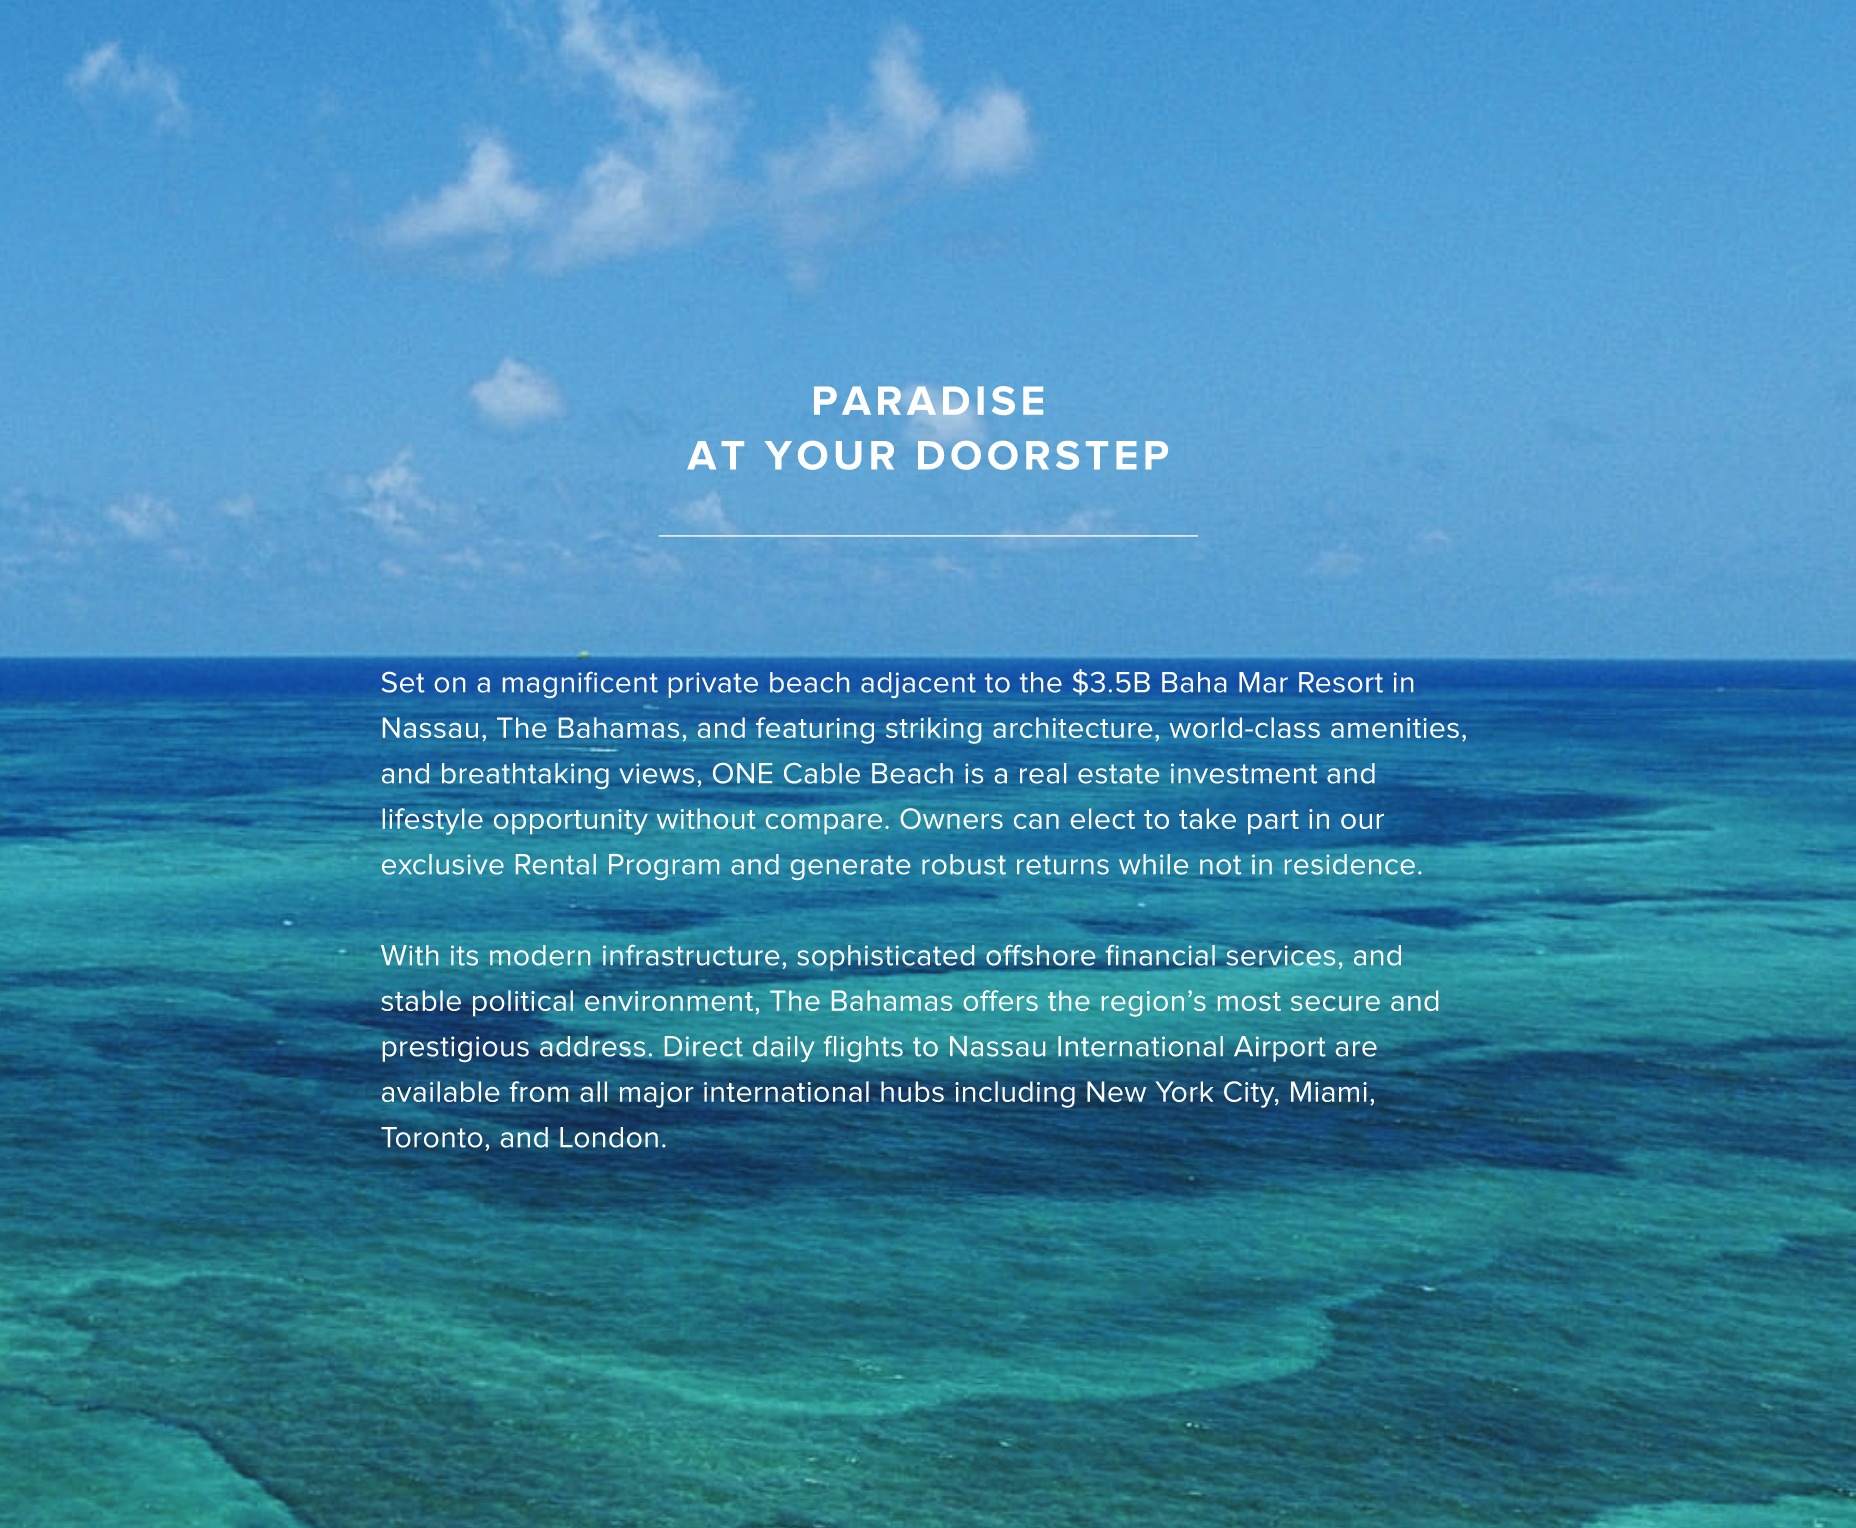 PARADISE
AT YOUR DOORSTEP
Set on a magnificent private beach adjacent to the $3.5B Baha Mar Resort in
Nassau, The Bahamas, and featuring striking architecture, world-class amenities,
and breathtaking views, ONE Cable Beach is a real estate investment and
lifestyle opportunity without compare. Owners can elect to take part in our
exclusive Rental Program and generate robust returns while not in residence.
With its modern infrastructure, sophisticated offshore financial services, and
stable political environment, The Bahamas offers the region’s most secure and
prestigious address. Direct daily flights to Nassau International Airport are
available from all major international hubs including New York City, Miami,
Toronto, and London.